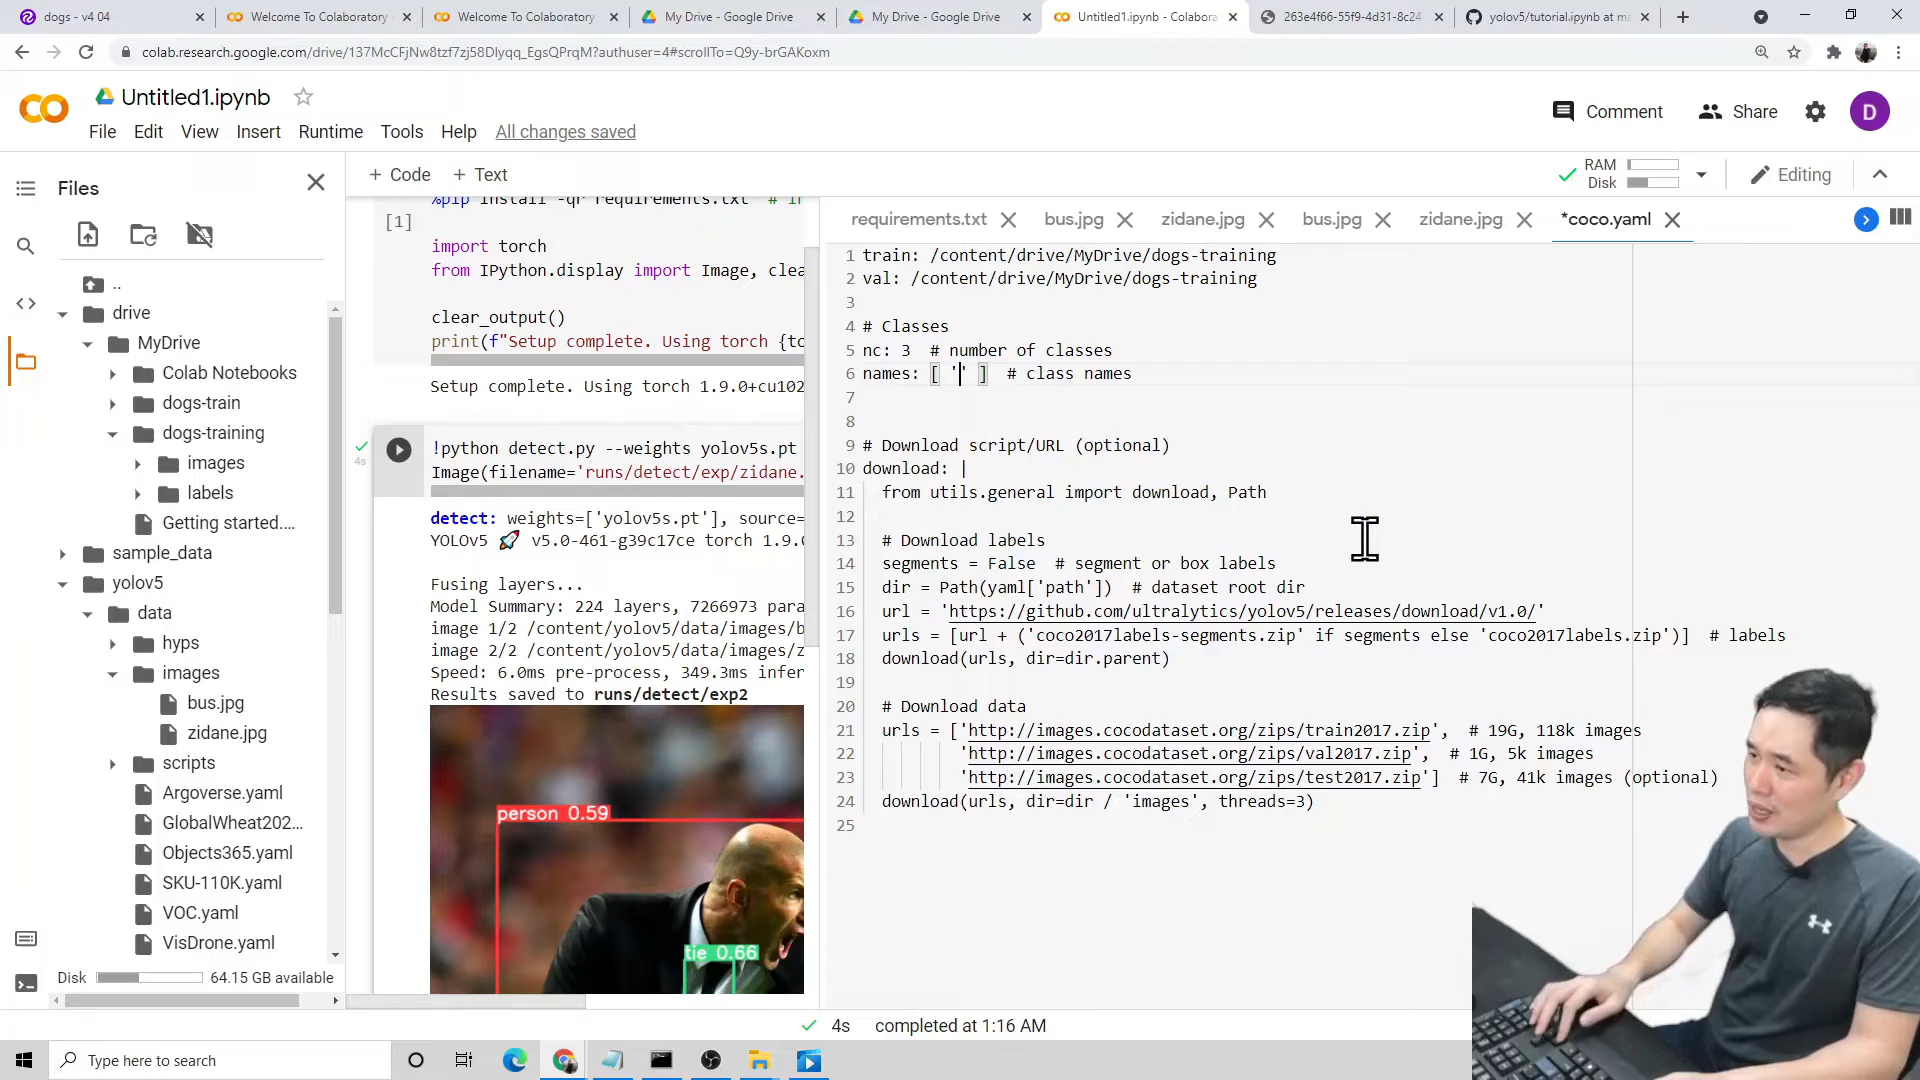 dogs - v4 04
Welcome To Colaboratory
Welcome To Colaboratory
My Drive - Google Drive
My Drive - Google Drive
Untitled1.ipynb - Colabora
263e4f66-55f9-4d31-8c24
yolov5/tutorial.ipynb at ma
colab.research.google.com/drive/137McCFjNw8tzf7zj58Dlyqq_EgsQPrqM?authuser=4#scrollTo=Q9y-brGAKoxm
Untitled1.ipynb
File Edit View Insert Runtime Tools Help All changes saved
Comment Share D
Files
+ Code + Text
RAM
Disk
Editing
..
drive
MyDrive
Colab Notebooks
dogs-train
dogs-training
images
labels
Getting started....
sample_data
yolov5
data
hyps
images
bus.jpg
zidane.jpg
scripts
Argoverse.yaml
GlobalWheat202...
Objects365.yaml
SKU-110K.yaml
VOC.yaml
VisDrone.yaml
Disk 64.15 GB available
%pip install -qr requirements.txt # in
[1]
import torch
from IPython.display import Image, clea
clear_output()
print(f"Setup complete. Using torch {to
Setup complete. Using torch 1.9.0+cu102
4s
!python detect.py --weights yolov5s.pt
Image(filename='runs/detect/exp/zidane.
detect: weights=['yolov5s.pt'], source=
YOLOv5 🚀 v5.0-461-g39c17ce torch 1.9.0
Fusing layers...
Model Summary: 224 layers, 7266973 para
image 1/2 /content/yolov5/data/images/b
image 2/2 /content/yolov5/data/images/z
Speed: 6.0ms pre-process, 349.3ms infer
Results saved to runs/detect/exp2
person 0.59
tie 0.66
requirements.txt bus.jpg zidane.jpg bus.jpg zidane.jpg *coco.yaml
1 train: /content/drive/MyDrive/dogs-training
2 val: /content/drive/MyDrive/dogs-training
3
4 # Classes
5 nc: 3 # number of classes
6 names: [ '' ] # class names
7
8
9 # Download script/URL (optional)
10 download: |
11 from utils.general import download, Path
12
13 # Download labels
14 segments = False # segment or box labels
15 dir = Path(yaml['path']) # dataset root dir
16 url = 'https://github.com/ultralytics/yolov5/releases/download/v1.0/'
17 urls = [url + ('coco2017labels-segments.zip' if segments else 'coco2017labels.zip')] # labels
18 download(urls, dir=dir.parent)
19
20 # Download data
21 urls = ['http://images.cocodataset.org/zips/train2017.zip', # 19G, 118k images
22 'http://images.cocodataset.org/zips/val2017.zip', # 1G, 5k images
23 'http://images.cocodataset.org/zips/test2017.zip'] # 7G, 41k images (optional)
24 download(urls, dir=dir / 'images', threads=3)
25
4s completed at 1:16 AM
Type here to search